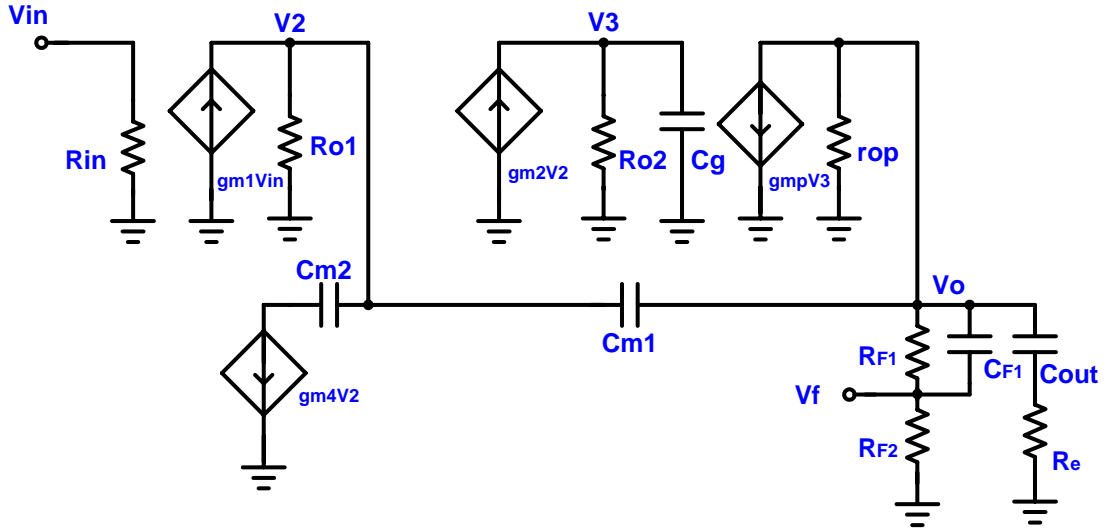 Vin
V2
V3
Rin
Ro1
gm1Vin
gm2V2
Ro2
Cg
gmpV3
rop
Cm2
Cm1
Vo
gm4V2
RF1
CF1
Cout
Vf
RF2
Re